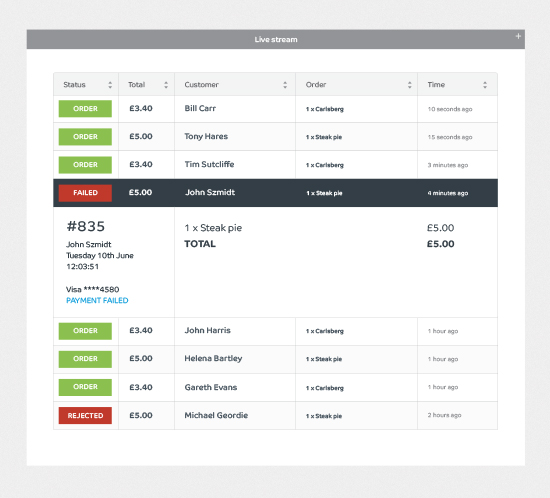 Live stream +
Status Total Customer Order Time
ORDER £3.40 Bill Carr 1 x Carlsberg 10 seconds ago
ORDER £5.00 Tony Hares 1 x Steak pie 15 seconds ago
ORDER £3.40 Tim Sutcliffe 1 x Carlsberg 3 minutes ago
FAILED £5.00 John Szmidt 1 x Steak pie 4 minutes ago
#835
John Szmidt
Tuesday 10th June
12:03:51
Visa ****4580
PAYMENT FAILED
1 x Steak pie £5.00
TOTAL £5.00
ORDER £3.40 John Harris 1 x Carlsberg 1 hour ago
ORDER £5.00 Helena Bartley 1 x Steak pie 1 hour ago
ORDER £3.40 Gareth Evans 1 x Carlsberg 1 hour ago
REJECTED £5.00 Michael Geordie 1 x Steak pie 2 hours ago